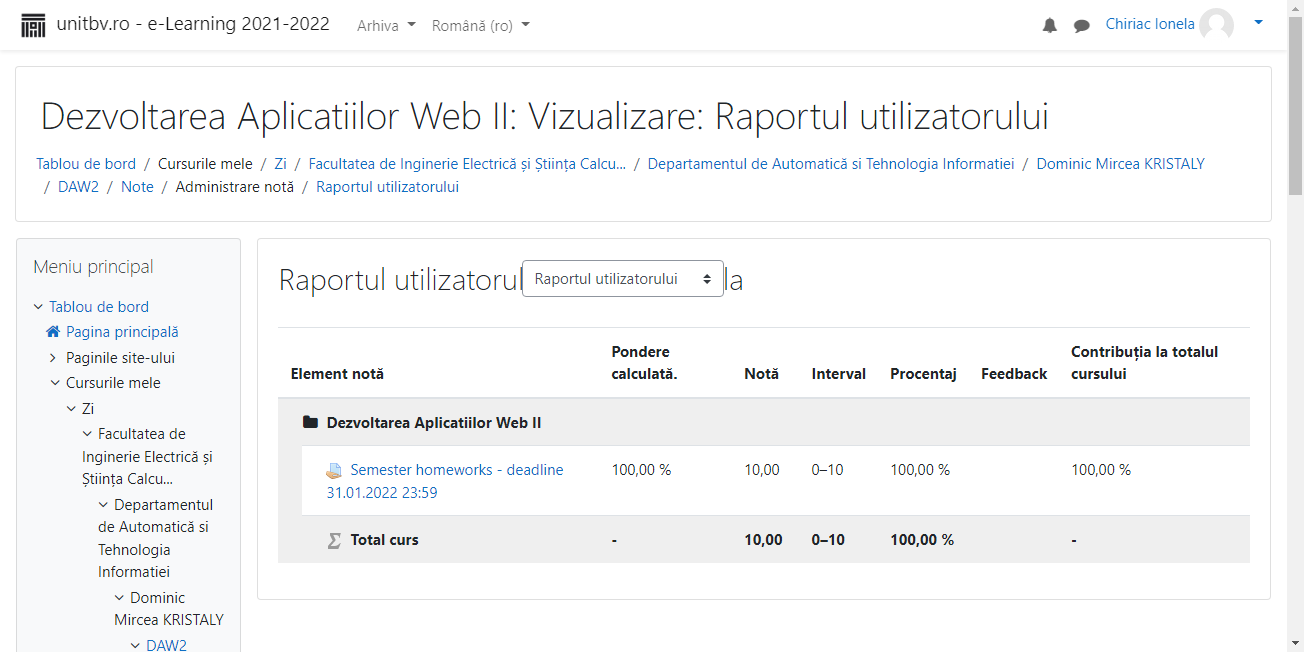 unitbv.ro - e-Learning 2021-2022 Arhiva Română (ro) Chiriac Ionela
Dezvoltarea Aplicatiilor Web II: Vizualizare: Raportul utilizatorului
Tablou de bord / Cursurile mele / Zi / Facultatea de Inginerie Electrică și Știința Calcu... / Departamentul de Automatică si Tehnologia Informatiei / Dominic Mircea KRISTALY
/ DAW2 / Note / Administrare notă / Raportul utilizatorului
Meniu principal
Tablou de bord
Pagina principală
Paginile site-ului
Cursurile mele
Zi
Facultatea de
Inginerie Electrică și
Știința Calcu...
Departamentul
de Automatică si
Tehnologia
Informatiei
Dominic
Mircea KRISTALY
DAW2
Raportul utilizatorul Raportul utilizatorului la
Element notă Pondere calculată. Notă Interval Procentaj Feedback Contribuția la totalul cursului
Dezvoltarea Aplicatiilor Web II
Semester homeworks - deadline 100,00 % 10,00 0–10 100,00 % 100,00 %
31.01.2022 23:59
Total curs - 10,00 0–10 100,00 % -